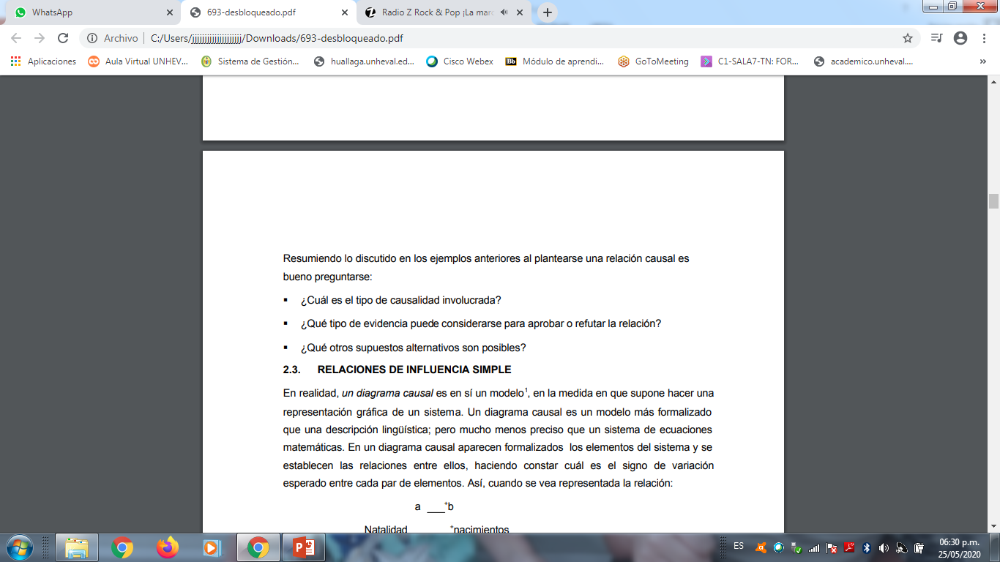 WhatsApp
693-desbloqueado.pdf
Radio Z Rock & Pop ¡La marc
Archivo
C:/Users/jjjjjjjjjjjjjjjjjjjj/Downloads/693-desbloqueado.pdf
Aplicaciones
Aula Virtual UNHEV...
Sistema de Gestión...
huallaga.unheval.ed...
Cisco Webex
Bb
Módulo de aprendi...
GoToMeeting
C1-SALA7-TN: FOR...
academico.unheval....
»
Resumiendo lo discutido en los ejemplos anteriores al plantearse una relación causal es
bueno preguntarse:
▪ ¿Cuál es el tipo de causalidad involucrada?
▪ ¿Qué tipo de evidencia puede considerarse para aprobar o refutar la relación?
▪ ¿Qué otros supuestos alternativos son posibles?
2.3. RELACIONES DE INFLUENCIA SIMPLE
En realidad, un diagrama causal es en sí un modelo¹, en la medida en que supone hacer una
representación gráfica de un sistema. Un diagrama causal es un modelo más formalizado
que una descripción lingüística; pero mucho menos preciso que un sistema de ecuaciones
matemáticas. En un diagrama causal aparecen formalizados los elementos del sistema y se
establecen las relaciones entre ellos, haciendo constar cuál es el signo de variación
esperado entre cada par de elementos. Así, cuando se vea representada la relación:
a ___⁺b
Natalidad _______⁺nacimientos
ES
06:30 p.m.
25/05/2020